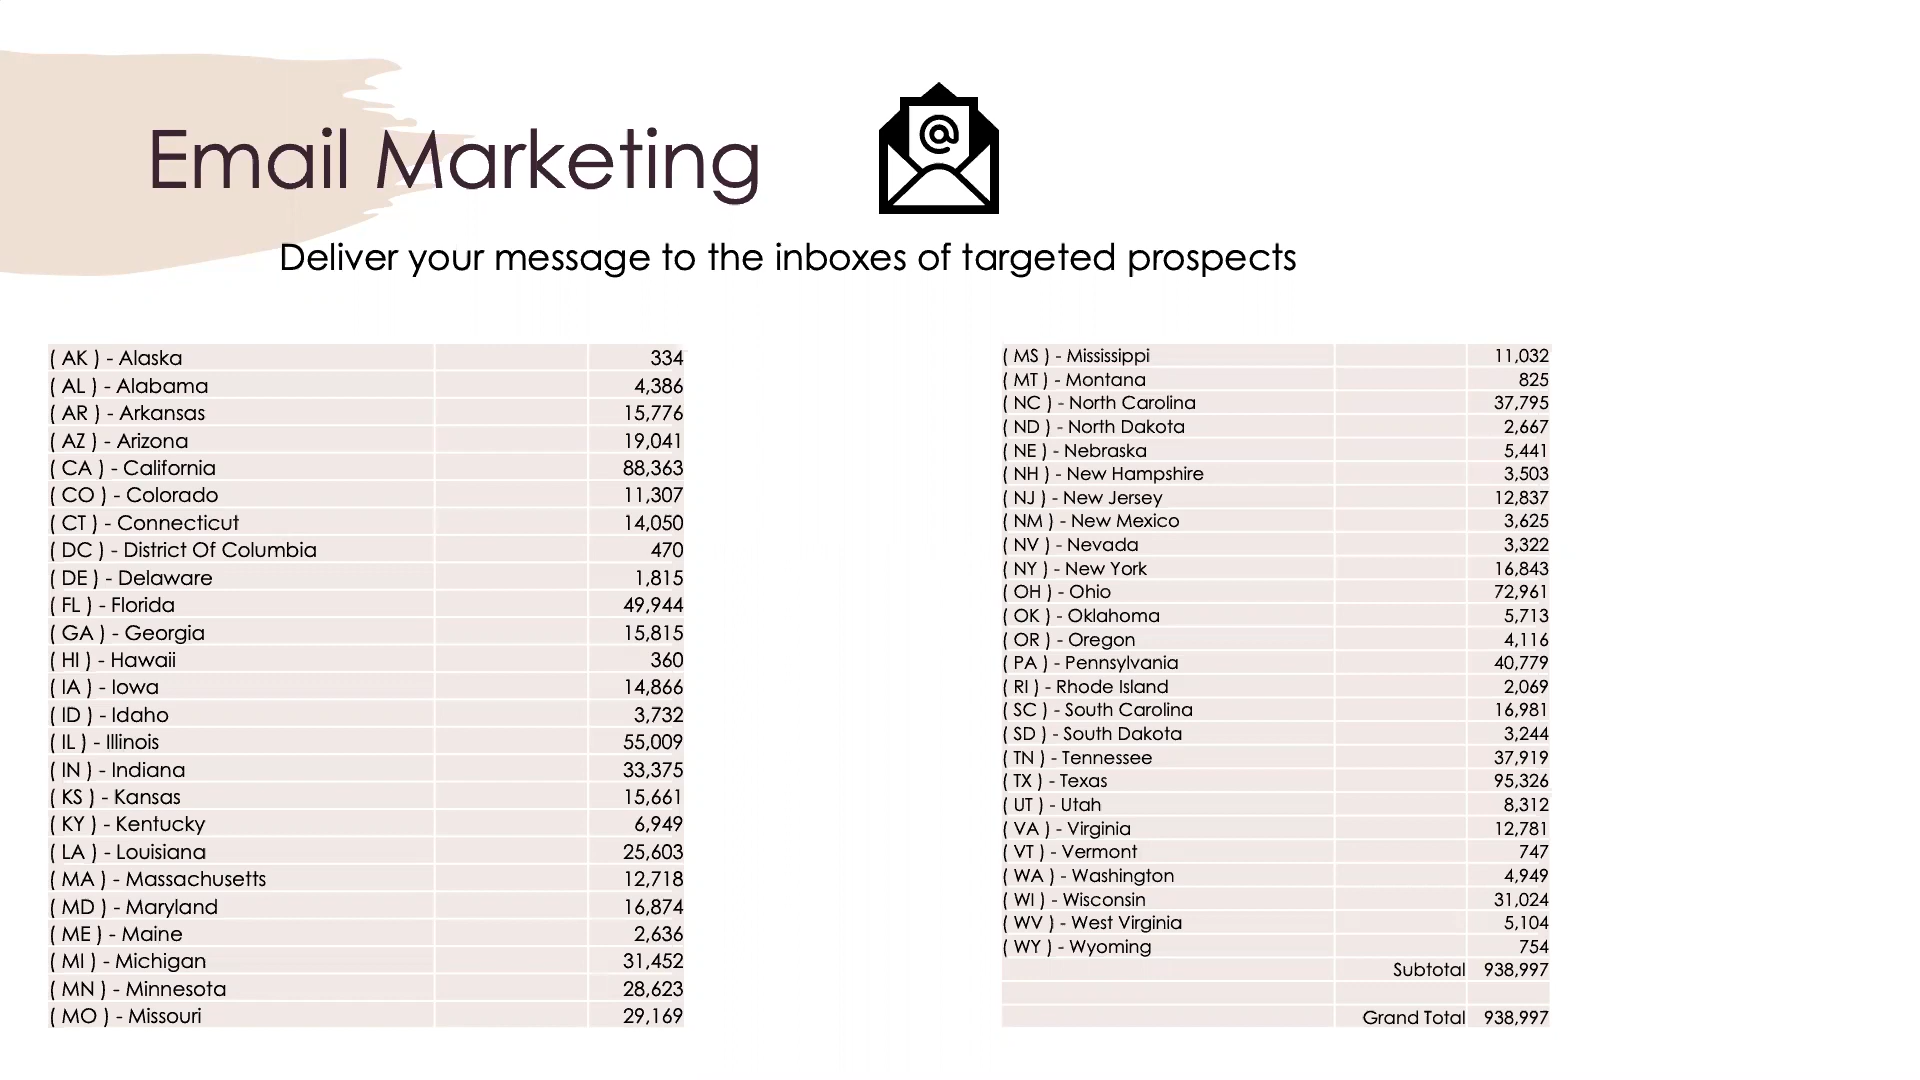 Email Marketing
@
Deliver your message to the inboxes of targeted prospects
( AK ) - Alaska 334
( AL ) - Alabama 4,386
( AR ) - Arkansas 15,776
( AZ ) - Arizona 19,041
( CA ) - California 88,363
( CO ) - Colorado 11,307
( CT ) - Connecticut 14,050
( DC ) - District Of Columbia 470
( DE ) - Delaware 1,815
( FL ) - Florida 49,944
( GA ) - Georgia 15,815
( HI ) - Hawaii 360
( IA ) - Iowa 14,866
( ID ) - Idaho 3,732
( IL ) - Illinois 55,009
( IN ) - Indiana 33,375
( KS ) - Kansas 15,661
( KY ) - Kentucky 6,949
( LA ) - Louisiana 25,603
( MA ) - Massachusetts 12,718
( MD ) - Maryland 16,874
( ME ) - Maine 2,636
( MI ) - Michigan 31,452
( MN ) - Minnesota 28,623
( MO ) - Missouri 29,169
( MS ) - Mississippi 11,032
( MT ) - Montana 825
( NC ) - North Carolina 37,795
( ND ) - North Dakota 2,667
( NE ) - Nebraska 5,441
( NH ) - New Hampshire 3,503
( NJ ) - New Jersey 12,837
( NM ) - New Mexico 3,625
( NV ) - Nevada 3,322
( NY ) - New York 16,843
( OH ) - Ohio 72,961
( OK ) - Oklahoma 5,713
( OR ) - Oregon 4,116
( PA ) - Pennsylvania 40,779
( RI ) - Rhode Island 2,069
( SC ) - South Carolina 16,981
( SD ) - South Dakota 3,244
( TN ) - Tennessee 37,919
( TX ) - Texas 95,326
( UT ) - Utah 8,312
( VA ) - Virginia 12,781
( VT ) - Vermont 747
( WA ) - Washington 4,949
( WI ) - Wisconsin 31,024
( WV ) - West Virginia 5,104
( WY ) - Wyoming 754
Subtotal 938,997
Grand Total 938,997